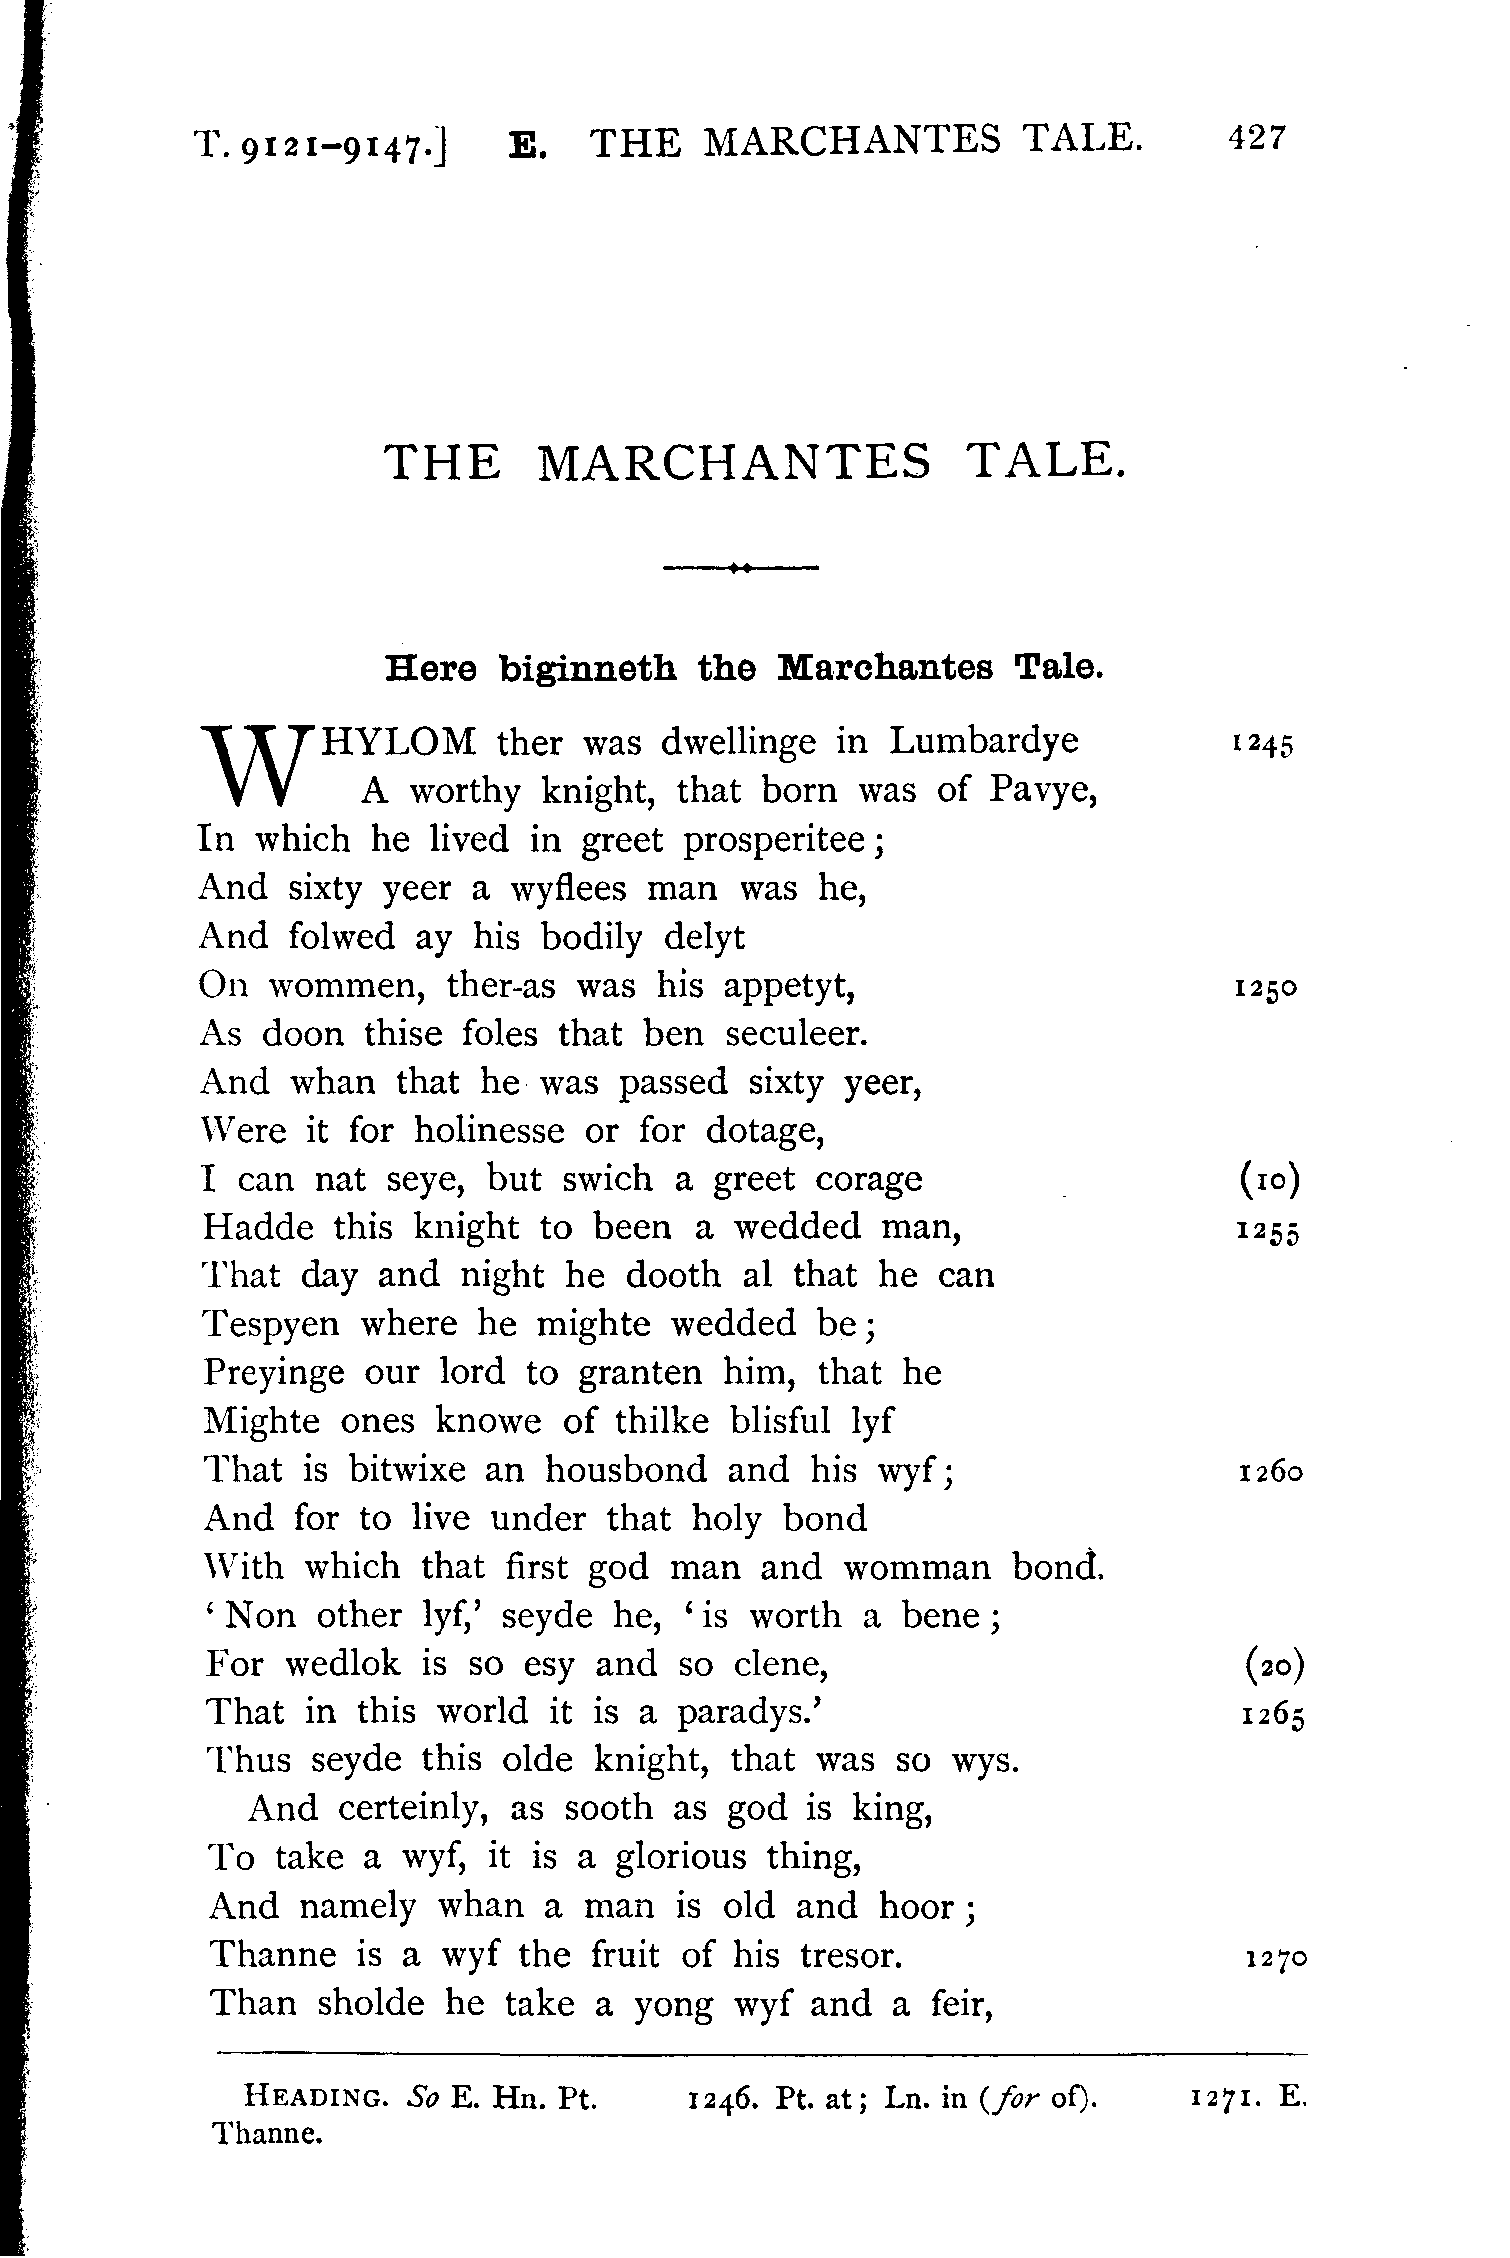 T. 9121-9147.] E. THE MARCHANTES TALE. 427
THE MARCHANTES TALE.
Here biginneth the Marchantes Tale.
WHYLOM ther was dwellinge in Lumbardye 1245
A worthy knight, that born was of Pavye,
In which he lived in greet prosperitee;
And sixty yeer a wyflees man was he,
And folwed ay his bodily delyt
On wommen, ther-as was his appetyt, 1250
As doon thise foles that ben seculeer.
And whan that he was passed sixty yeer,
Were it for holinesse or for dotage,
I can nat seye, but swich a greet corage (10)
Hadde this knight to been a wedded man, 1255
That day and night he dooth al that he can
Tespyen where he mighte wedded be;
Preyinge our lord to granten him, that he
Mighte ones knowe of thilke blisful lyf
That is bitwixe an housbond and his wyf; 1260
And for to live under that holy bond
With which that first god man and womman bond.
‘Non other lyf,’ seyde he, ‘is worth a bene;
For wedlok is so esy and so clene, (20)
That in this world it is a paradys.’ 1265
Thus seyde this olde knight, that was so wys.
And certeinly, as sooth as god is king,
To take a wyf, it is a glorious thing,
And namely whan a man is old and hoor;
Thanne is a wyf the fruit of his tresor. 1270
Than sholde he take a yong wyf and a feir,
HEADING. So E. Hn. Pt. 1246. Pt. at; Ln. in (for of). 1271. E.
Thanne.